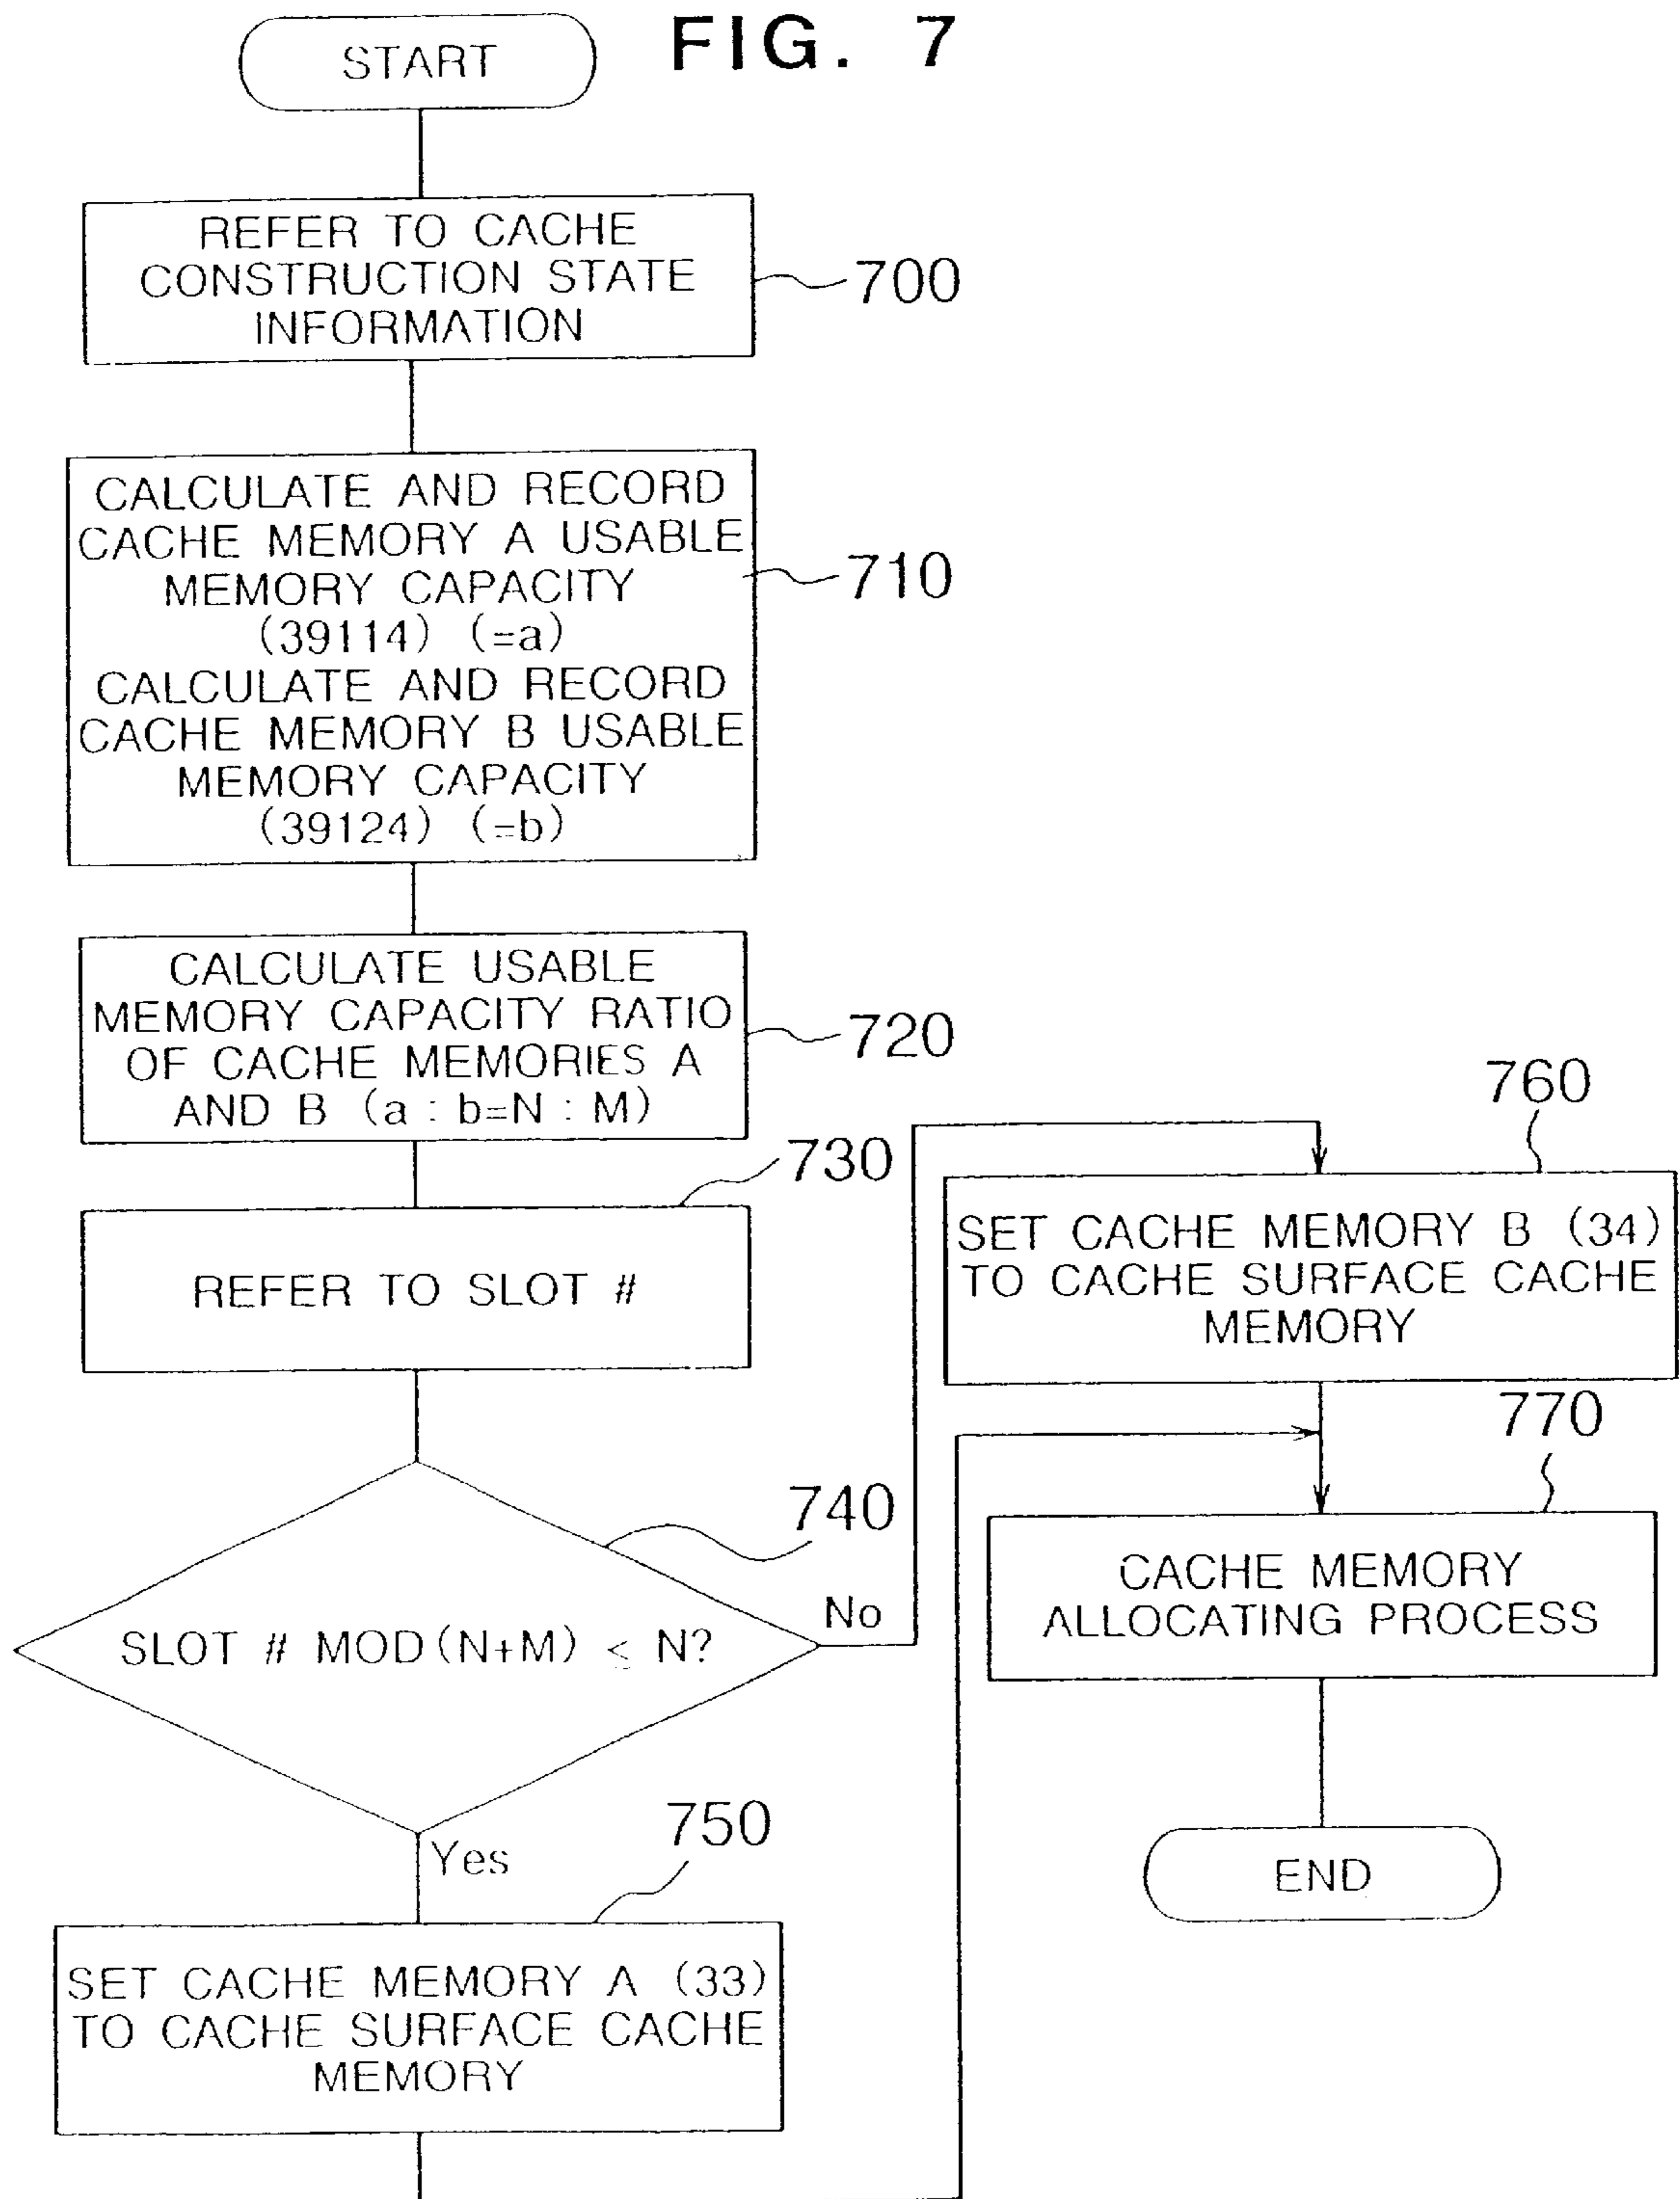 FIG. 7
START
REFER TO CACHE
CONSTRUCTION STATE
INFORMATION
700
CALCULATE AND RECORD
CACHE MEMORY A USABLE
MEMORY CAPACITY
(39114) (=a)
CALCULATE AND RECORD
CACHE MEMORY B USABLE
MEMORY CAPACITY
(39124) (=b)
710
CALCULATE USABLE
MEMORY CAPACITY RATIO
OF CACHE MEMORIES A
AND B (a : b=N : M)
720
730
REFER TO SLOT #
740
SLOT # MOD(N+M) ≤ N?
No
Yes
750
SET CACHE MEMORY A (33)
TO CACHE SURFACE CACHE
MEMORY
760
SET CACHE MEMORY B (34)
TO CACHE SURFACE CACHE
MEMORY
770
CACHE MEMORY
ALLOCATING PROCESS
END